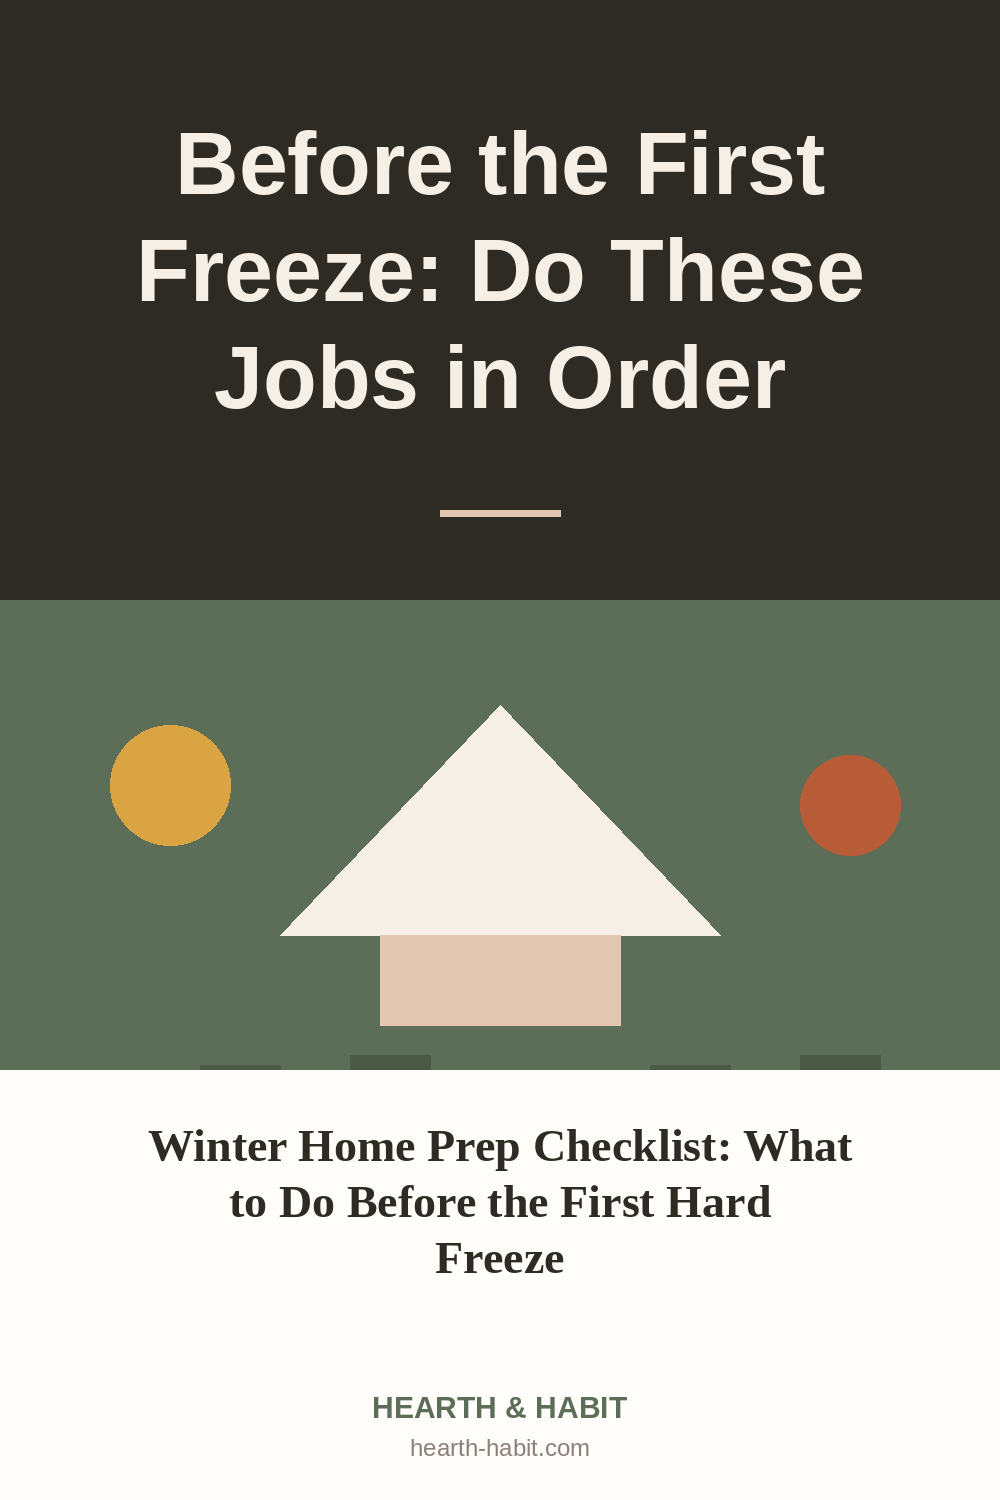 Before the First
Freeze: Do These
Jobs in Order
Winter Home Prep Checklist: What
to Do Before the First Hard
Freeze
HEARTH & HABIT
hearth-habit.com